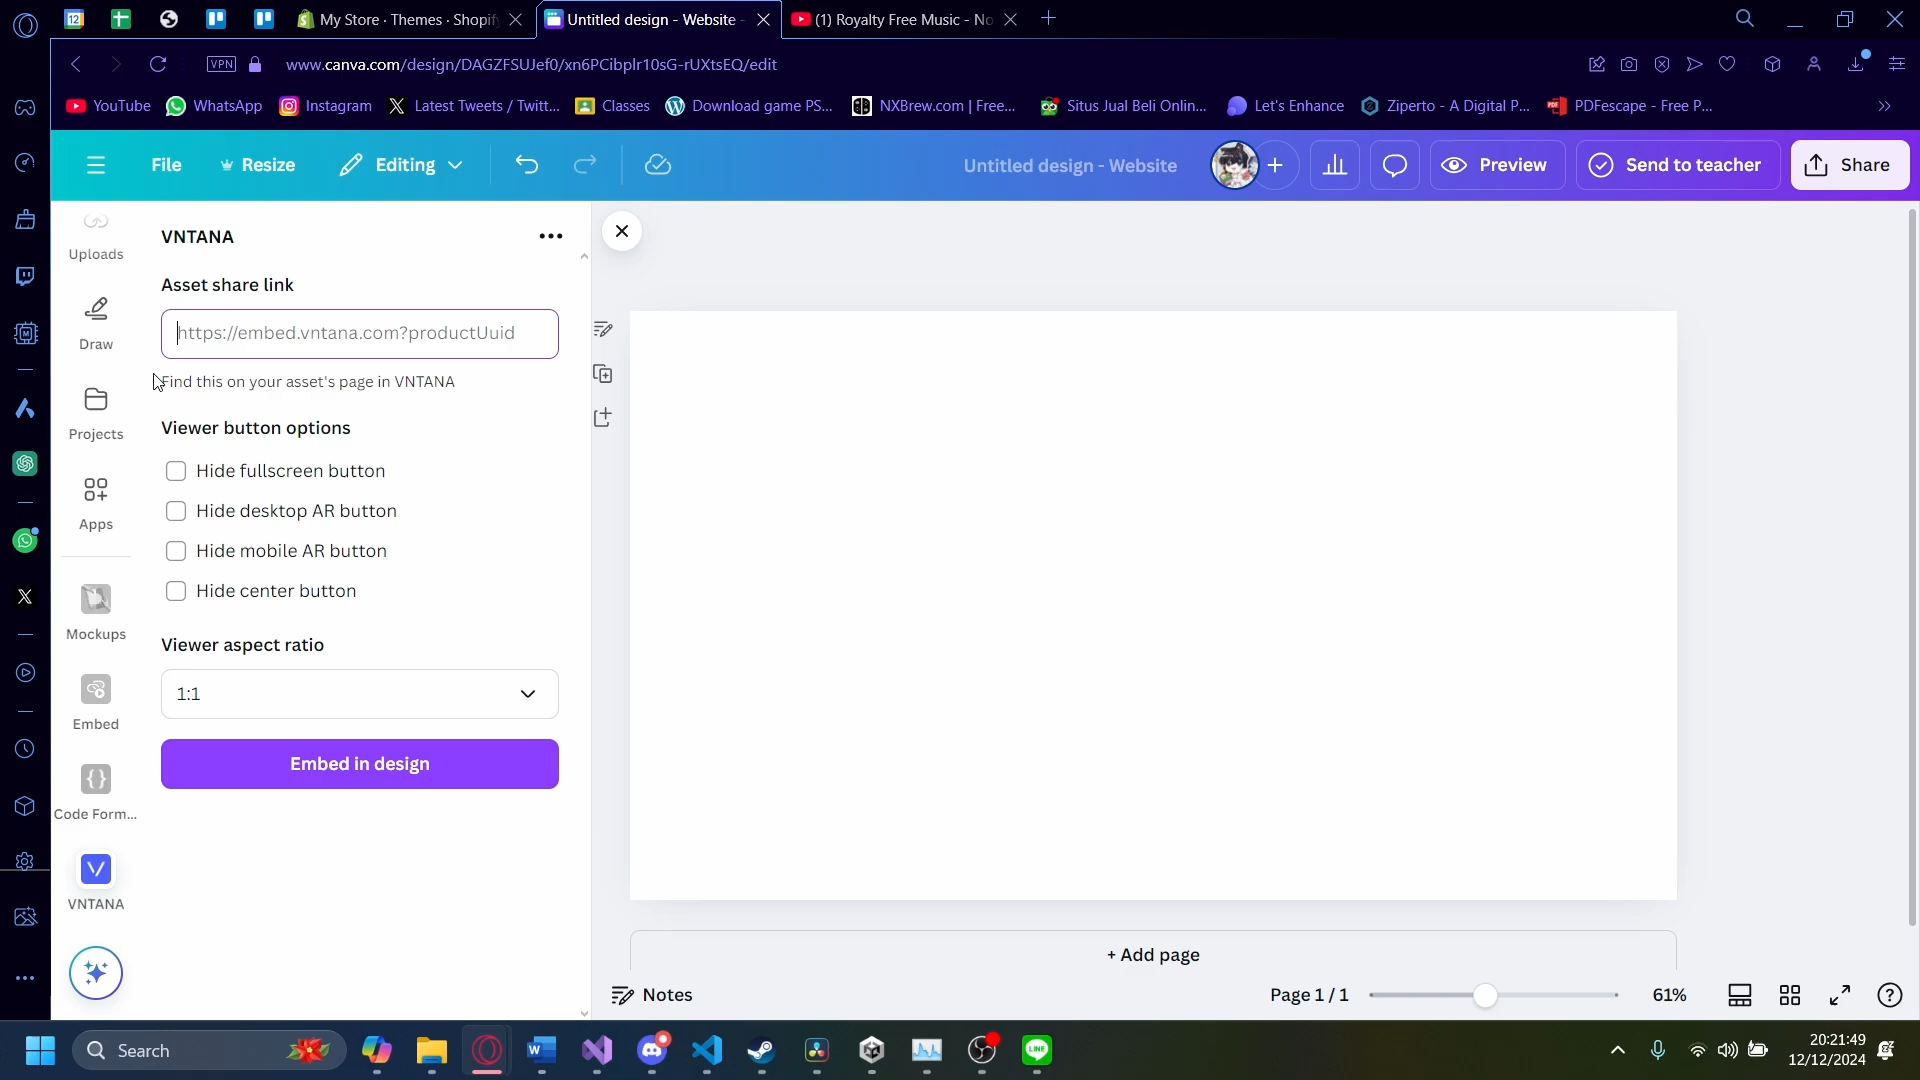 12
My Store · Themes · Shopif
Untitled design - Website -
(1) Royalty Free Music - No
VPN
www.canva.com/design/DAGZFSUJef0/xn6PCibplr10sG-rUXtsEQ/edit
YouTube
WhatsApp
Instagram
Latest Tweets / Twitt...
Classes
Download game PS...
NXBrew.com | Free...
Situs Jual Beli Onlin...
Let's Enhance
Ziperto - A Digital P...
PDFescape - Free P...
File
Resize
Editing
Untitled design - Website
Preview
Send to teacher
Share
Uploads
Draw
Projects
Apps
Mockups
Embed
Code Form...
VNTANA
VNTANA
Asset share link
https://embed.vntana.com?productUuid
Find this on your asset's page in VNTANA
Viewer button options
Hide fullscreen button
Hide desktop AR button
Hide mobile AR button
Hide center button
Viewer aspect ratio
1:1
Embed in design
+ Add page
Notes
Page 1 / 1
61%
Search
20:21:49
12/12/2024